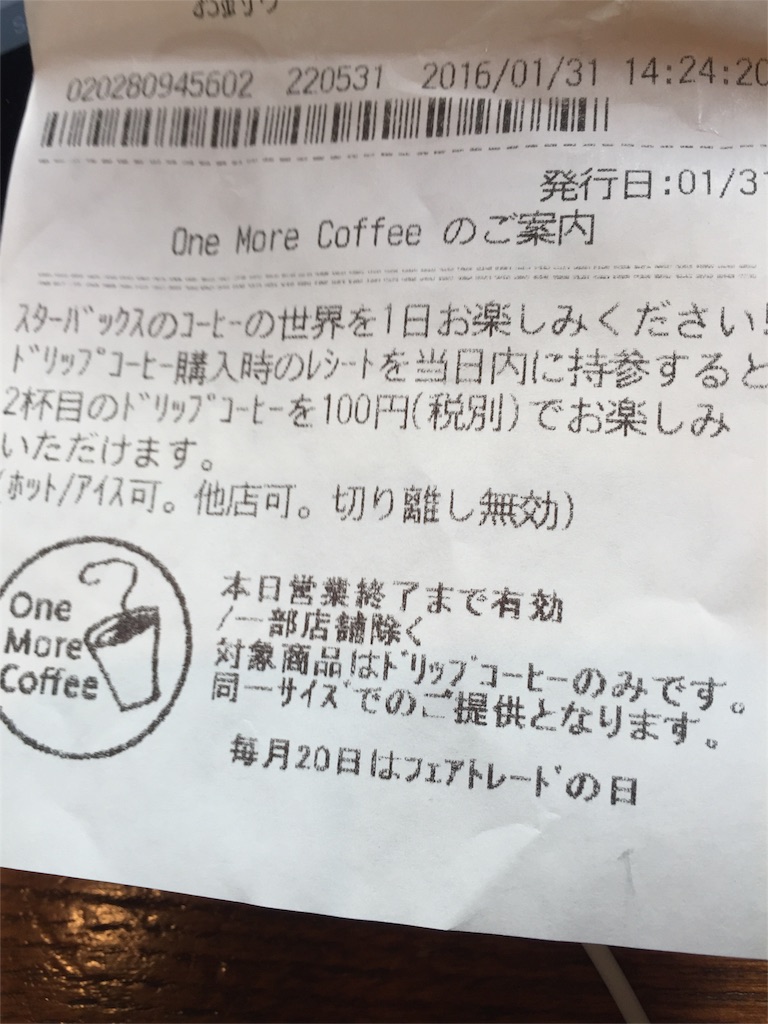 お釣り
020280945602 220531 2016/01/31 14:24:20
発行日:01/31
One More Coffee のご案内
ｽﾀｰﾊﾞｯｸｽのｺｰﾋｰの世界を1日お楽しみください!
ﾄﾞﾘｯﾌﾟｺｰﾋｰ購入時のﾚｼｰﾄを当日内に持参すると
2杯目のﾄﾞﾘｯﾌﾟｺｰﾋｰを100円(税別)でお楽しみ
いただけます。
(ﾎｯﾄ/ｱｲｽ可。他店可。切り離し無効)
One
More
Coffee
本日営業終了まで有効
/一部店舗除く
対象商品はﾄﾞﾘｯﾌﾟｺｰﾋｰのみです。
同一ｻｲｽﾞでのご提供となります。
毎月20日はﾌｪｱﾄﾚｰﾄﾞの日